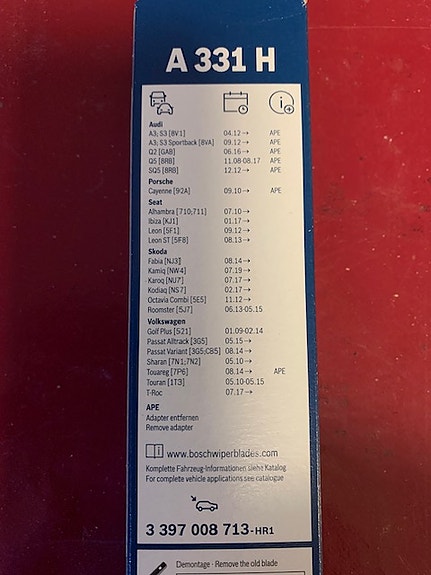 A 331 H
Audi
A3; S3 [8V1] 04.12→ APE
A3; S3 Sportback [8VA] 09.12→ APE
Q2 [GAB] 06.16→ APE
Q5 [8RB] 11.08-08.17 APE
SQ5 [8RB] 12.12→ APE
Porsche
Cayenne [92A] 09.10→ APE
Seat
Alhambra [710;711] 07.10→
Ibiza [KJ1] 01.17→
Leon [5F1] 09.12→
Leon ST [5F8] 08.13→
Skoda
Fabia [NJ3] 08.14→
Kamiq [NW4] 07.19→
Karoq [NU7] 07.17→
Kodiaq [NS7] 02.17→
Octavia Combi [5E5] 11.12→
Roomster [5J7] 06.13-05.15
Volkswagen
Golf Plus [521] 01.09-02.14
Passat Alltrack [3G5] 05.15→
Passat Variant [3G5;CB5] 08.14→
Sharan [7N1;7N2] 05.10→
Touareg [7P6] 08.14→ APE
Touran [1T3] 05.10-05.15
T-Roc 07.17→
APE
Adapter entfernen
Remove adapter
www.boschwiperblades.com
Komplette Fahrzeug-Informationen siehe Katalog
For complete vehicle applications see catalogue
3 397 008 713-HR1
Demontage · Remove the old blade